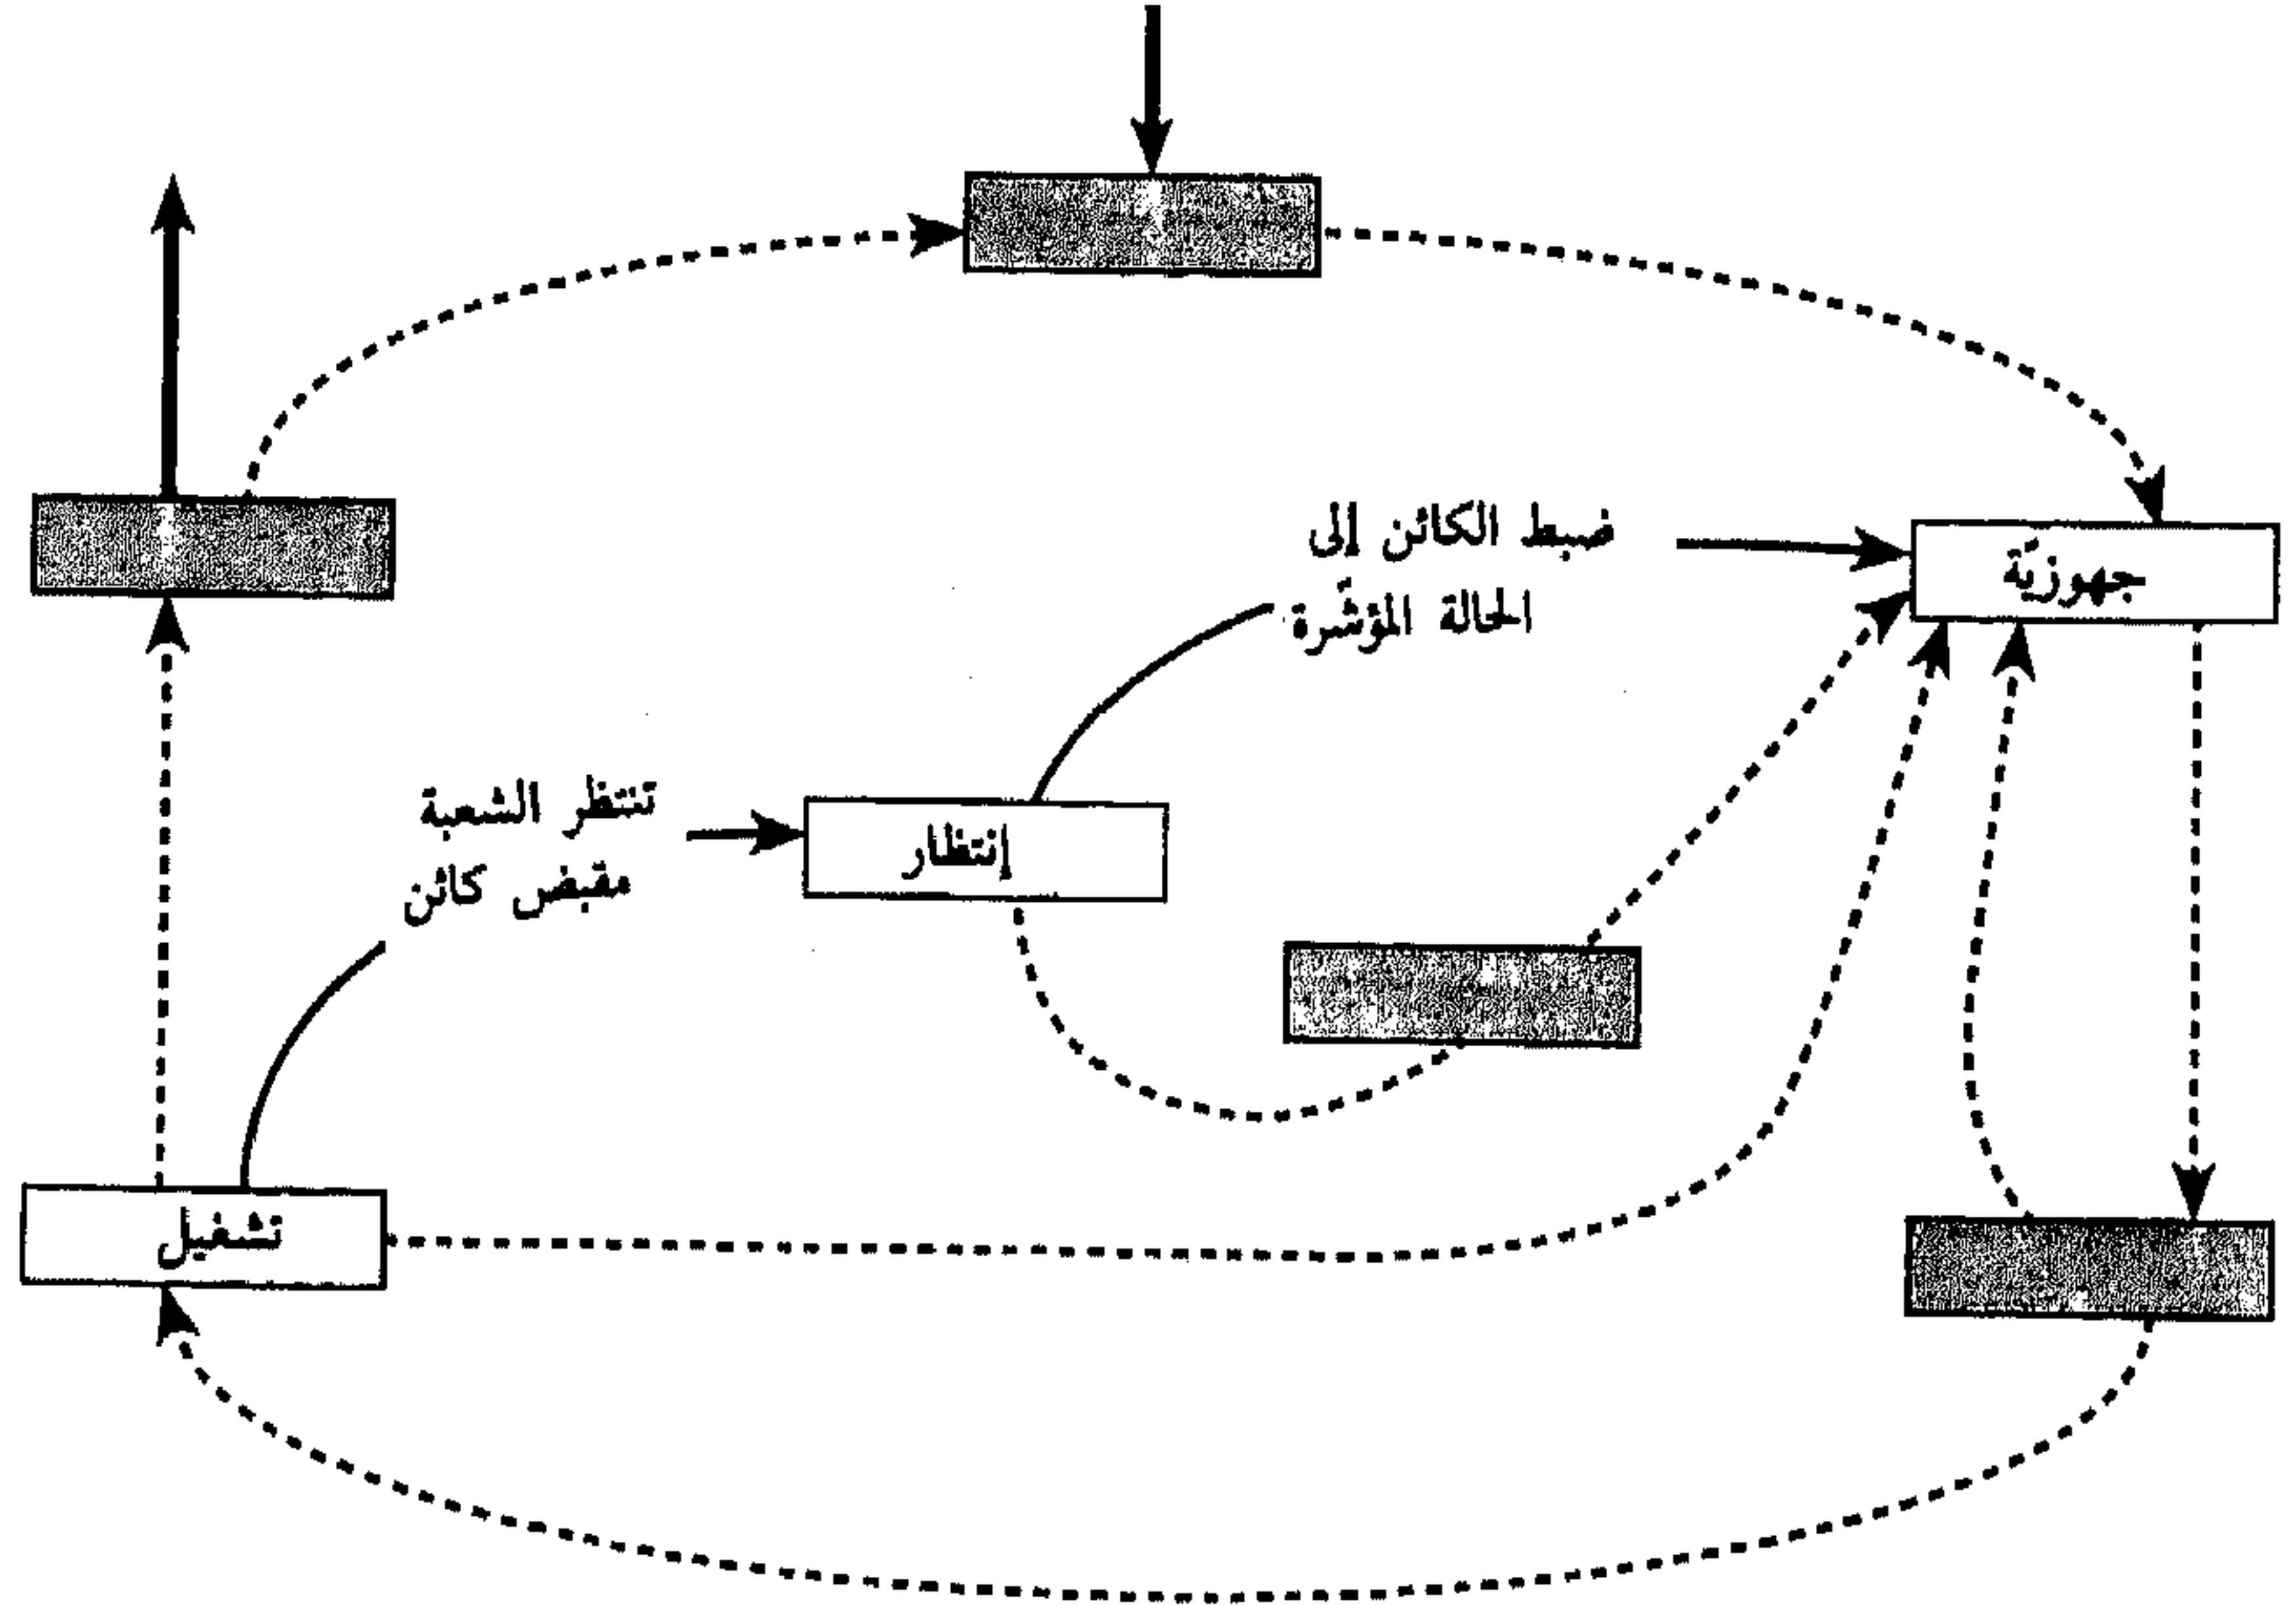 ضبط الكائن إلى
الحالة المؤشّرة
جهوزيّة
تنتظر الشعبة
مقبض كائن
إنتظار
تشغيل